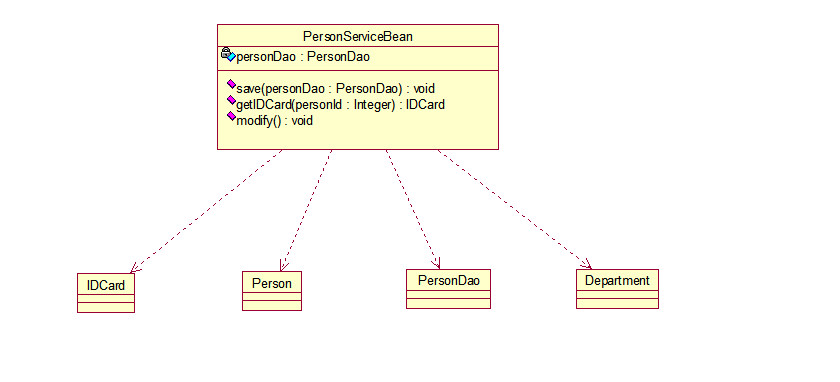 PersonServiceBean
personDao : PersonDao
save(personDao : PersonDao) : void
getIDCard(personId : Integer) : IDCard
modify() : void
IDCard
Person
PersonDao
Department